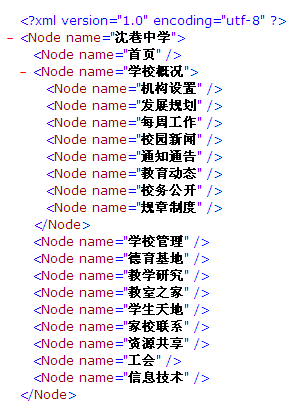 <?xml version="1.0" encoding="utf-8" ?>
- <Node name="沈巷中学">
<Node name="首页" />
- <Node name="学校概况">
<Node name="机构设置" />
<Node name="发展规划" />
<Node name="每周工作" />
<Node name="校园新闻" />
<Node name="通知通告" />
<Node name="教育动态" />
<Node name="校务公开" />
<Node name="规章制度" />
</Node>
<Node name="学校管理" />
<Node name="德育基地" />
<Node name="教学研究" />
<Node name="教室之家" />
<Node name="学生天地" />
<Node name="家校联系" />
<Node name="资源共享" />
<Node name="工会" />
<Node name="信息技术" />
</Node>